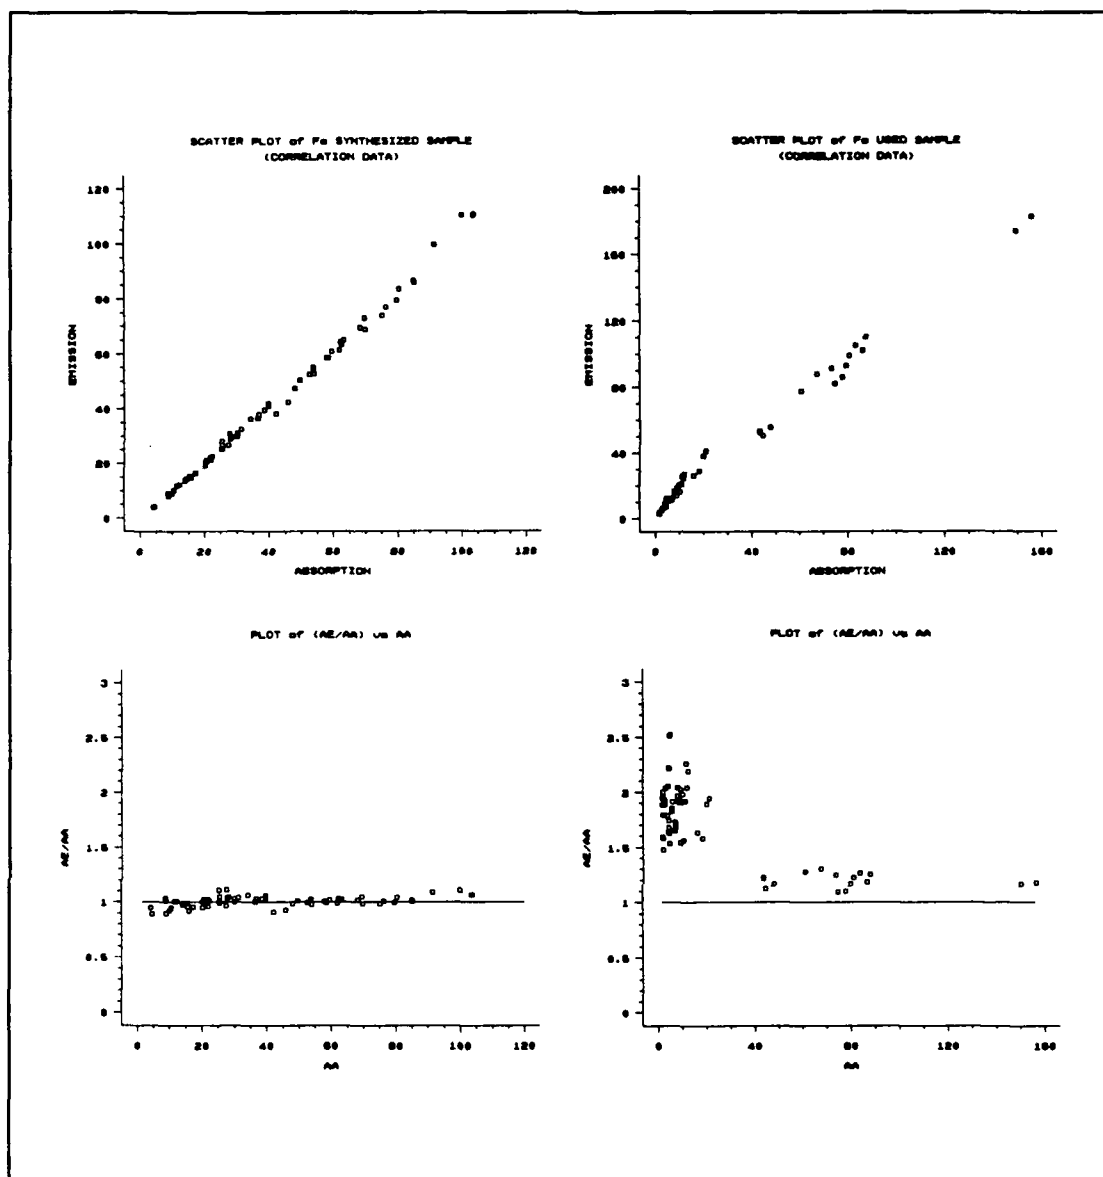 SCATTER PLOT of Fe SYNTHESIZED SAMPLE
(CORRELATION DATA)
120
100
80
60
40
20
0
EMISSION
0 20 40 60 80 100 120
ABSORPTION
SCATTER PLOT of Fe USED SAMPLE
(CORRELATION DATA)
200
160
120
80
40
0
EMISSION
0 40 80 120 160
ABSORPTION
PLOT of (AE/AA) vs AA
3
2.5
2
1.5
1
0.5
0
AE/AA
0 20 40 60 80 100 120
AA
PLOT of (AE/AA) vs AA
3
2.5
2
1.5
1
0.5
0
AE/AA
0 40 80 120 160
AA